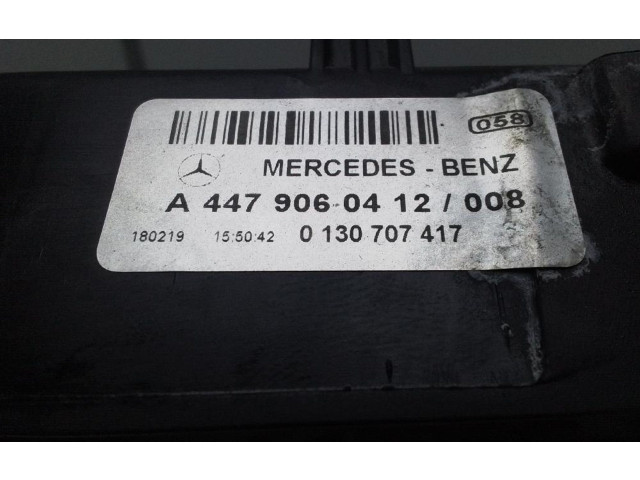 058
MERCEDES - BENZ
A 447 906 04 12 / 008
180219 15:50:42 0 130 707 417